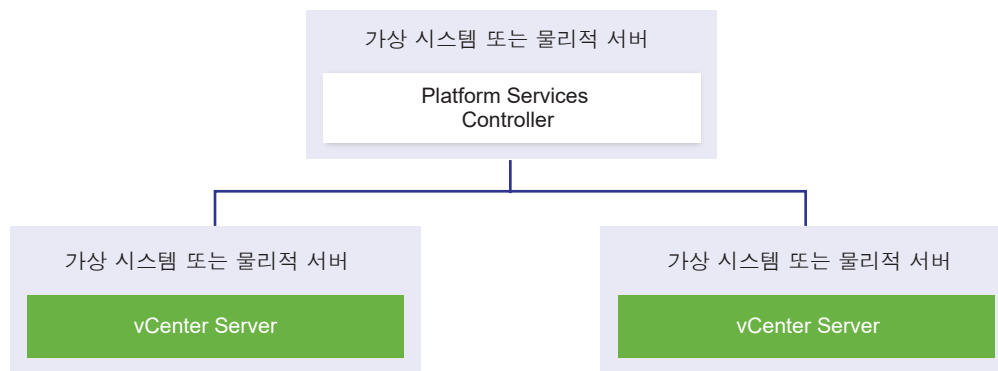 가상 시스템 또는 물리적 서버
Platform Services
Controller
가상 시스템 또는 물리적 서버
vCenter Server
가상 시스템 또는 물리적 서버
vCenter Server